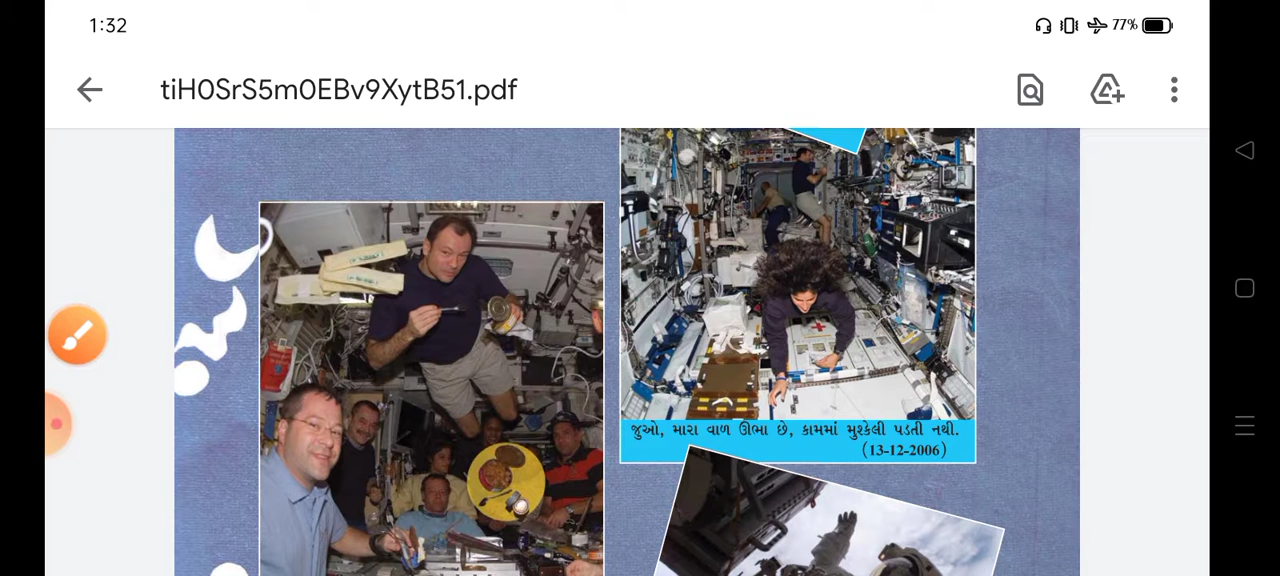 1:32
77%
tiH0SrS5m0EBv9XytB51.pdf
જુઓ, મારા વાળ ઊભા છે, કામમાં મુશ્કેલી પડતી નથી.
(13-12-2006)